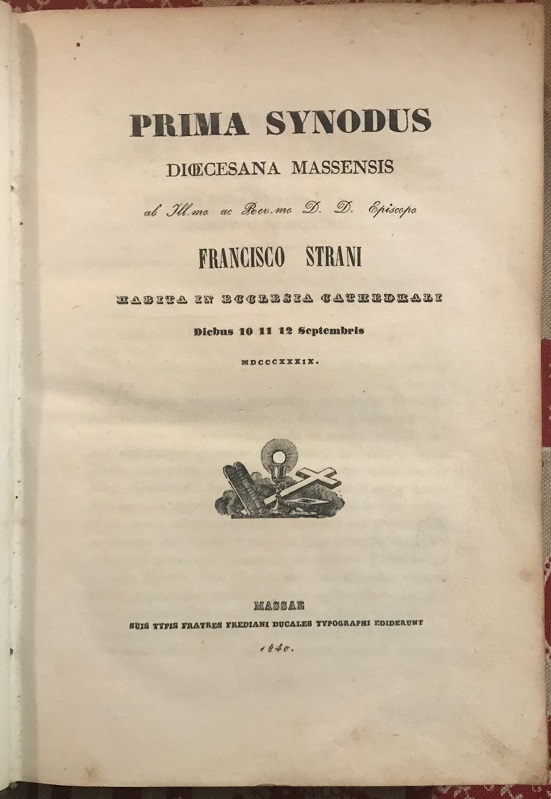 PRIMA SYNODUS
DIŒCESANA MASSENSIS
ab Ill.mo ac Rev.mo D. D. Episcopo
FRANCISCO STRANI
HABITA IN ECCLESIA CATHEDRALI
Diebus 10 11 12 Septembris
MDCCCXXXIX.
MASSAE
SUIS TYPIS FRATRES FREDIANI DUCALES TYPOGRAPHI EDIDERUNT
1840.